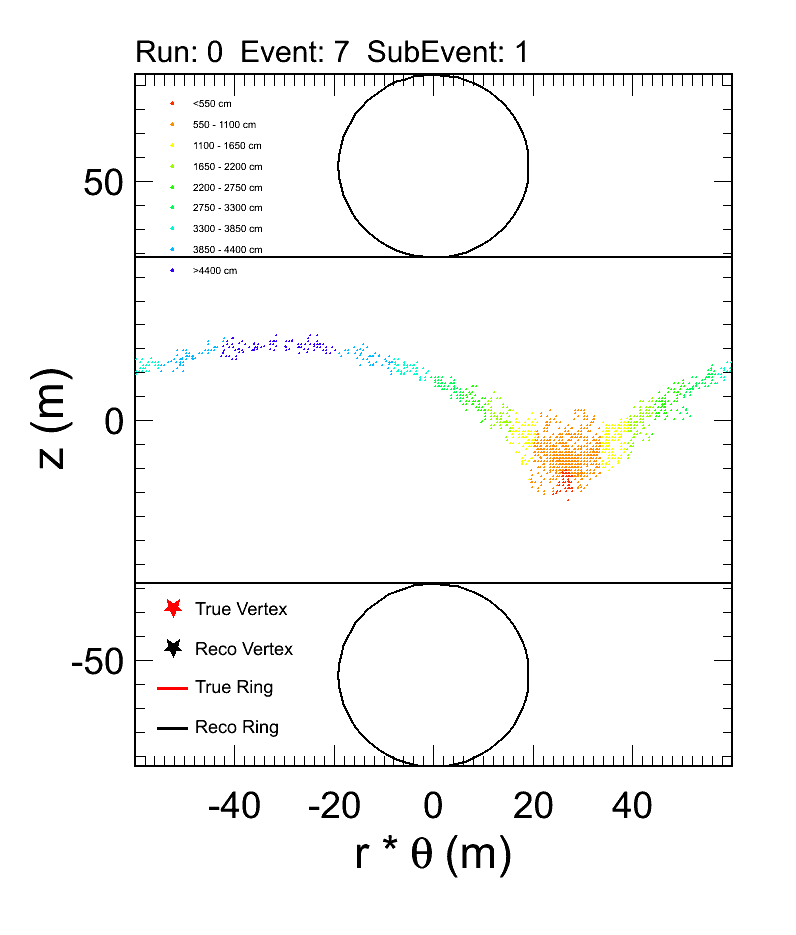 Run: 0  Event: 7  SubEvent: 1
<550 cm
550 - 1100 cm
1100 - 1650 cm
1650 - 2200 cm
2200 - 2750 cm
2750 - 3300 cm
3300 - 3850 cm
3850 - 4400 cm
>4400 cm
50
0
-50
z (m)
True Vertex
Reco Vertex
True Ring
Reco Ring
-40 -20 0 20 40
r * θ (m)